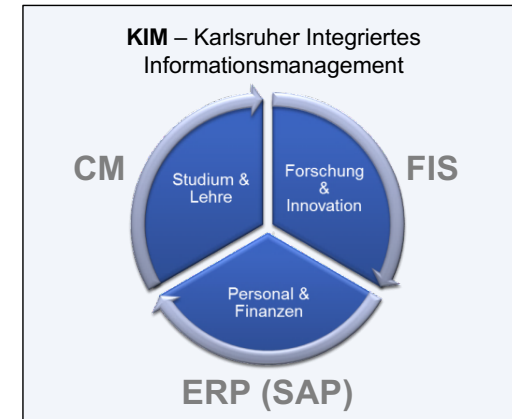 KIM – Karlsruher Integriertes
Informationsmanagement
CM
Studium &
Lehre
Forschung
&
Innovation
FIS
Personal &
Finanzen
ERP (SAP)